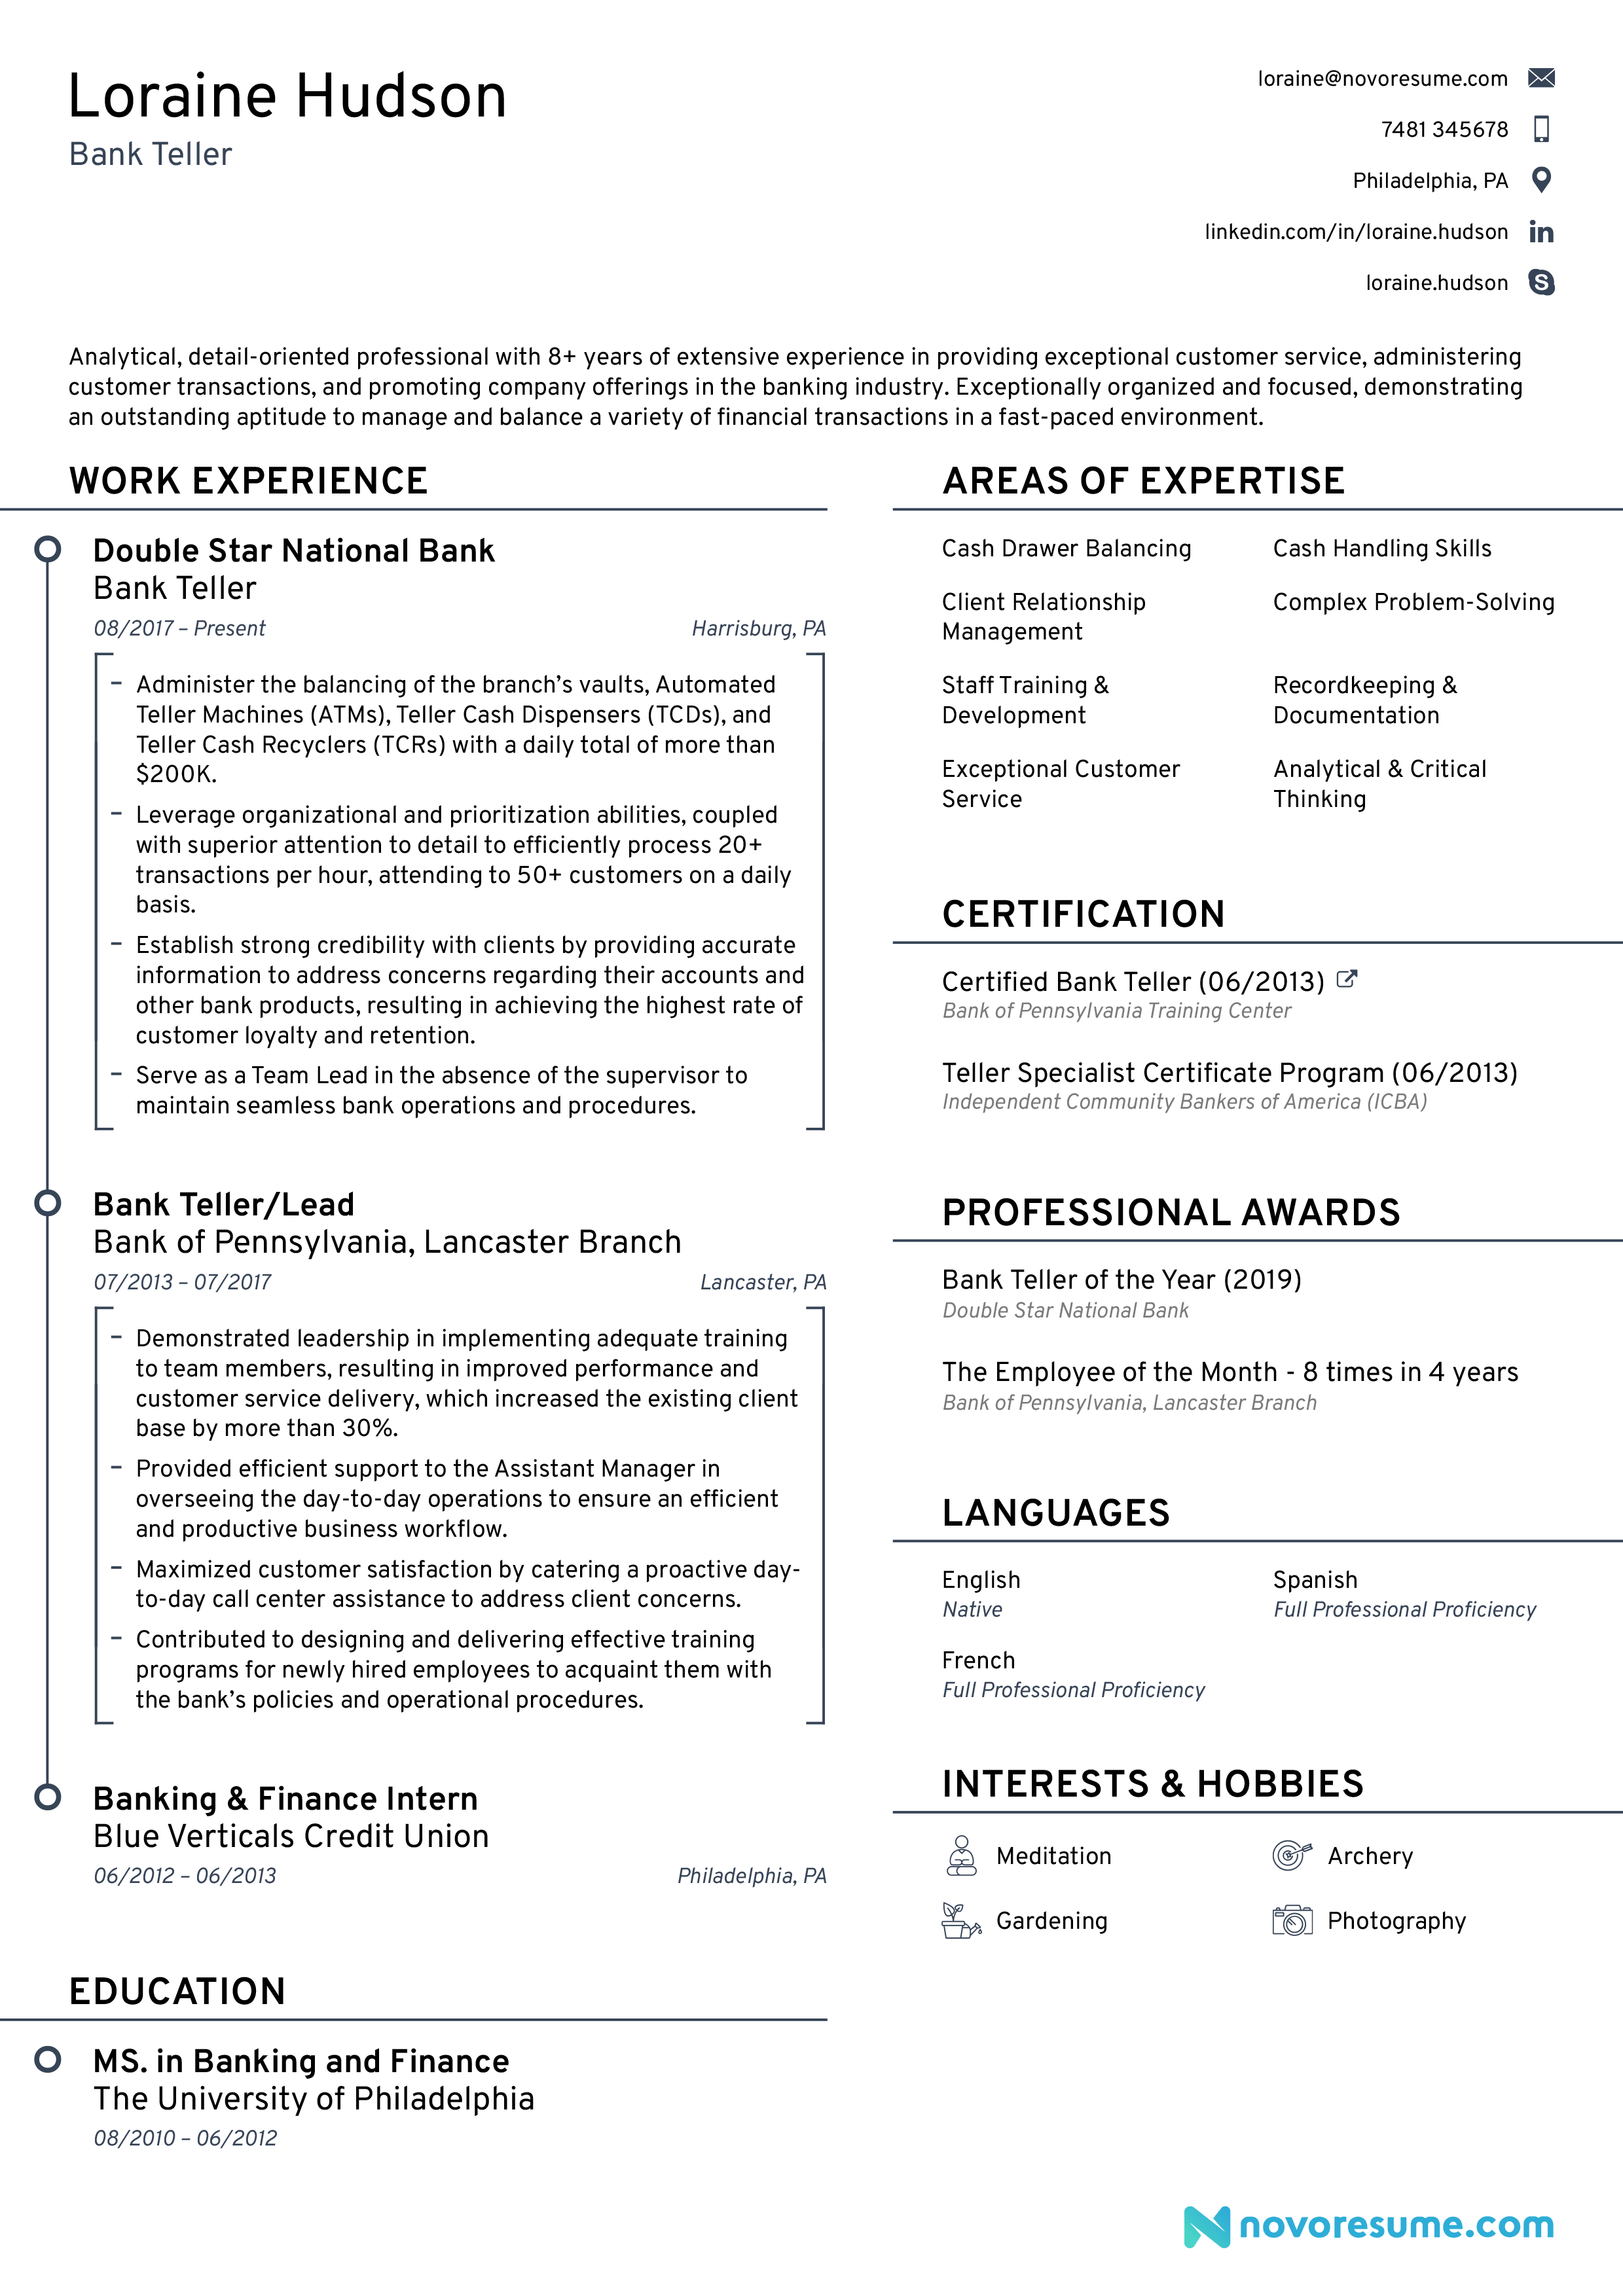 Loraine Hudson
Bank Teller
loraine@novoresume.com
7481 345678
Philadelphia, PA
linkedin.com/in/loraine.hudson
loraine.hudson
Analytical, detail-oriented professional with 8+ years of extensive experience in providing exceptional customer service, administering
customer transactions, and promoting company offerings in the banking industry. Exceptionally organized and focused, demonstrating
an outstanding aptitude to manage and balance a variety of financial transactions in a fast-paced environment.
WORK EXPERIENCE
Double Star National Bank
Bank Teller
08/2017 – Present
Harrisburg, PA
– Administer the balancing of the branch’s vaults, Automated
Teller Machines (ATMs), Teller Cash Dispensers (TCDs), and
Teller Cash Recyclers (TCRs) with a daily total of more than
$200K.
– Leverage organizational and prioritization abilities, coupled
with superior attention to detail to efficiently process 20+
transactions per hour, attending to 50+ customers on a daily
basis.
– Establish strong credibility with clients by providing accurate
information to address concerns regarding their accounts and
other bank products, resulting in achieving the highest rate of
customer loyalty and retention.
– Serve as a Team Lead in the absence of the supervisor to
maintain seamless bank operations and procedures.
Bank Teller/Lead
Bank of Pennsylvania, Lancaster Branch
07/2013 – 07/2017
Lancaster, PA
– Demonstrated leadership in implementing adequate training
to team members, resulting in improved performance and
customer service delivery, which increased the existing client
base by more than 30%.
– Provided efficient support to the Assistant Manager in
overseeing the day-to-day operations to ensure an efficient
and productive business workflow.
– Maximized customer satisfaction by catering a proactive day-
to-day call center assistance to address client concerns.
– Contributed to designing and delivering effective training
programs for newly hired employees to acquaint them with
the bank’s policies and operational procedures.
Banking & Finance Intern
Blue Verticals Credit Union
06/2012 – 06/2013
Philadelphia, PA
EDUCATION
MS. in Banking and Finance
The University of Philadelphia
08/2010 – 06/2012
AREAS OF EXPERTISE
Cash Drawer Balancing
Cash Handling Skills
Client Relationship
Management
Complex Problem-Solving
Staff Training &
Development
Recordkeeping &
Documentation
Exceptional Customer
Service
Analytical & Critical
Thinking
CERTIFICATION
Certified Bank Teller (06/2013)
Bank of Pennsylvania Training Center
Teller Specialist Certificate Program (06/2013)
Independent Community Bankers of America (ICBA)
PROFESSIONAL AWARDS
Bank Teller of the Year (2019)
Double Star National Bank
The Employee of the Month - 8 times in 4 years
Bank of Pennsylvania, Lancaster Branch
LANGUAGES
English
Native
Spanish
Full Professional Proficiency
French
Full Professional Proficiency
INTERESTS & HOBBIES
Meditation
Archery
Gardening
Photography
novoresume.com